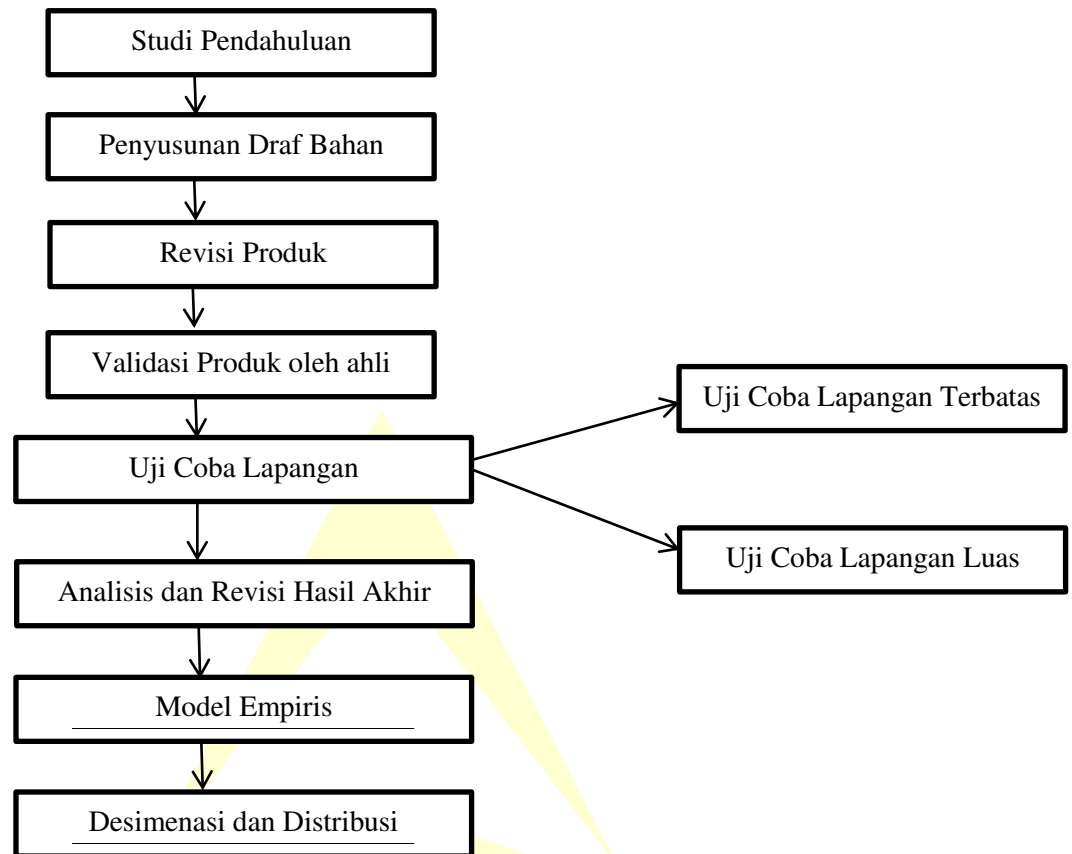 Studi Pendahuluan
Penyusunan Draf Bahan
Revisi Produk
Validasi Produk oleh ahli
Uji Coba Lapangan Terbatas
Uji Coba Lapangan
Uji Coba Lapangan Luas
Analisis dan Revisi Hasil Akhir
Model Empiris
Desimenasi dan Distribusi